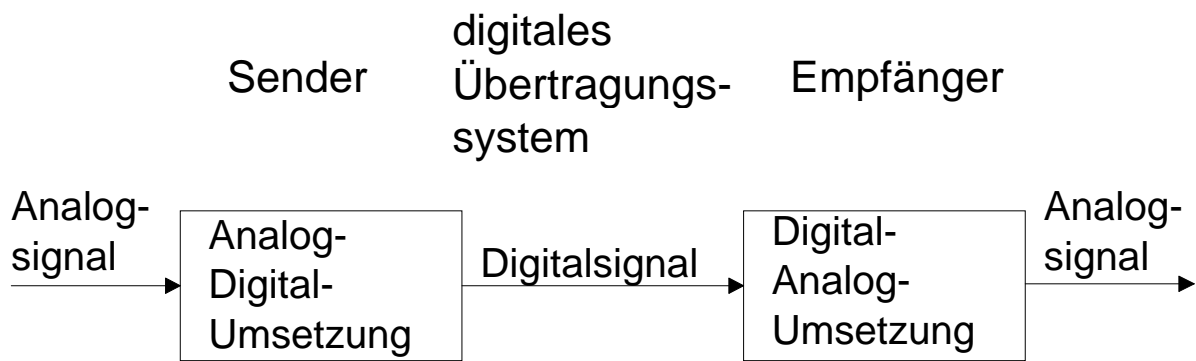 Sender
digitales
Übertragungs-
system
Empfänger
Analog-
signal
Analog-
Digital-
Umsetzung
Digitalsignal
Digital-
Analog-
Umsetzung
Analog-
signal